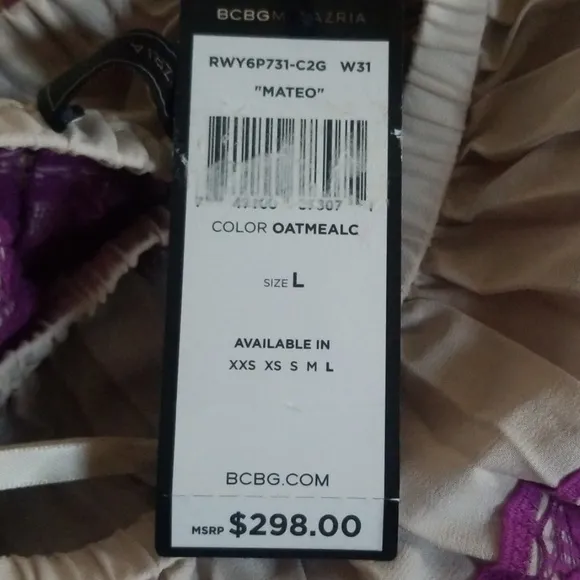 BCBGM AZRIA
RWY6P731-C2G W31
"MATEO"
COLOR OATMEALC
SIZE L
AVAILABLE IN
XXS XS S M L
BCBG.COM
MSRP $298.00